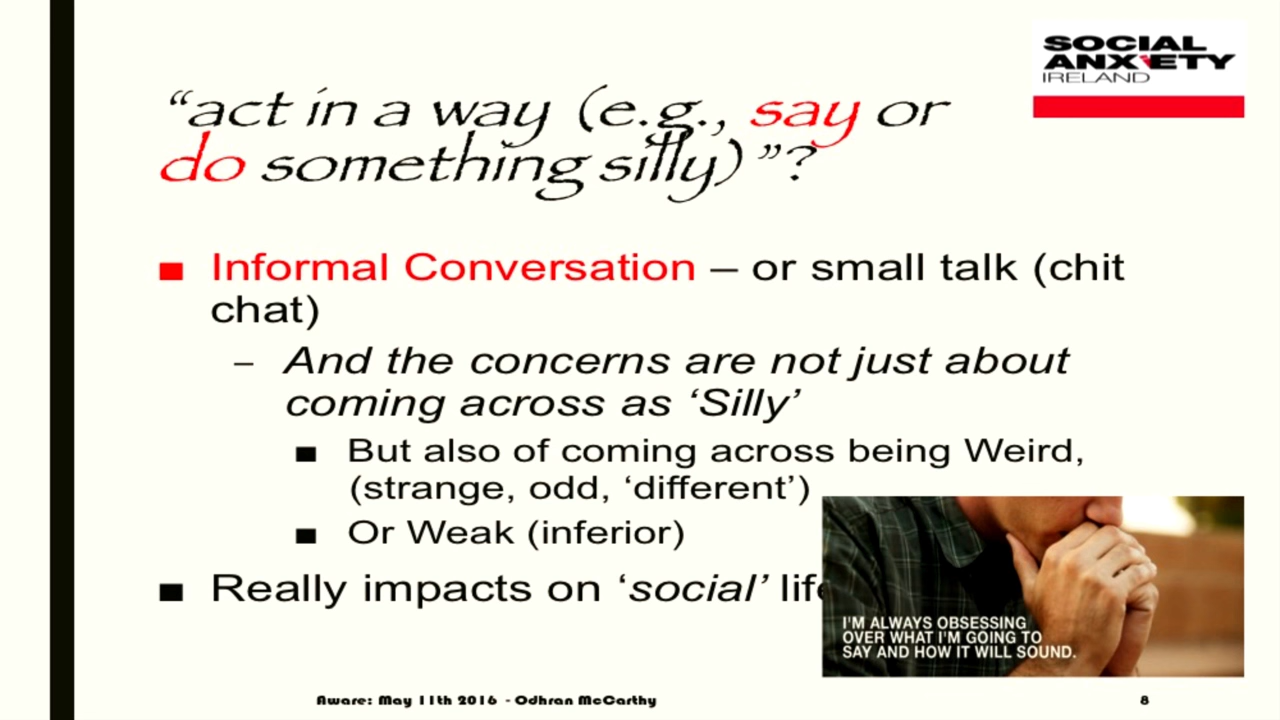 SOCIAL
ANXIETY
IRELAND
“act in a way (e.g., say or
do something silly)”?
■ Informal Conversation – or small talk (chit
chat)
– And the concerns are not just about
coming across as ‘Silly’
■ But also of coming across being Weird,
(strange, odd, ‘different’)
■ Or Weak (inferior)
■ Really impacts on ‘social’ life
I'M ALWAYS OBSESSING
OVER WHAT I'M GOING TO
SAY AND HOW IT WILL SOUND.
Aware: May 11th 2016 - Odhran McCarthy
8